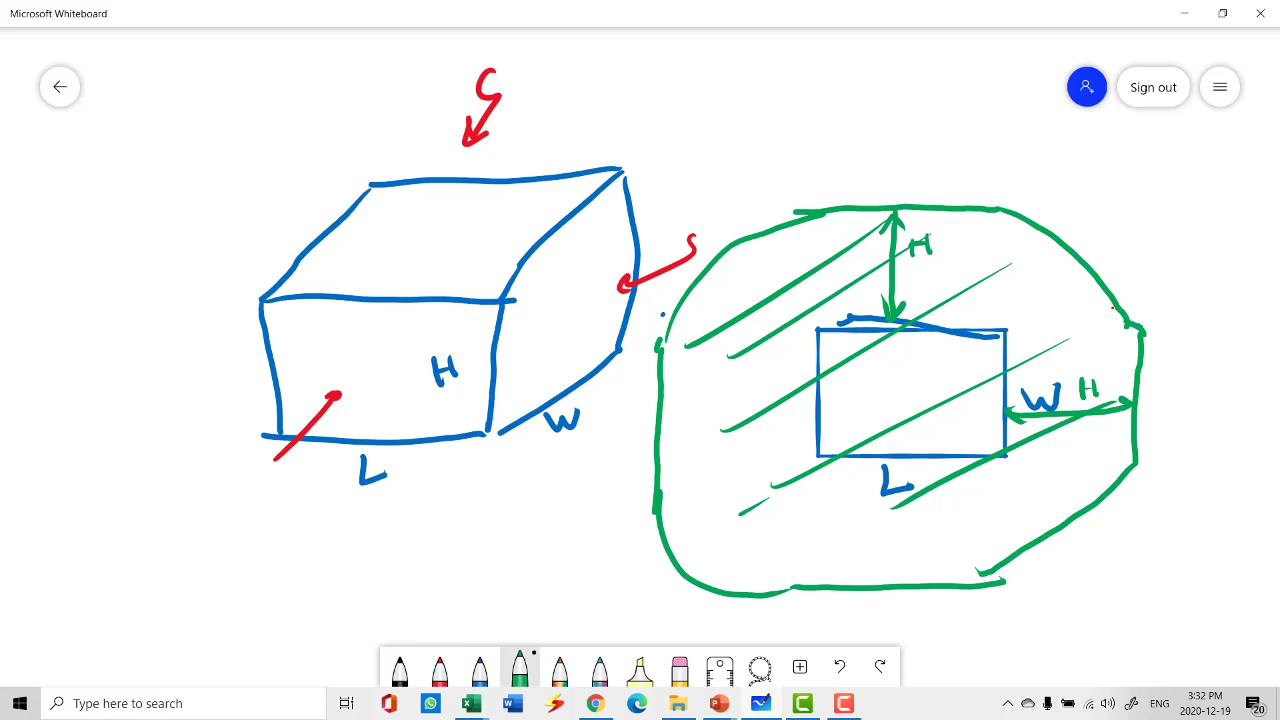 Microsoft Whiteboard
Sign out
H
W
L
H
W H
L
Type here to search
ENG
3:32 PM
2020-12-19
20